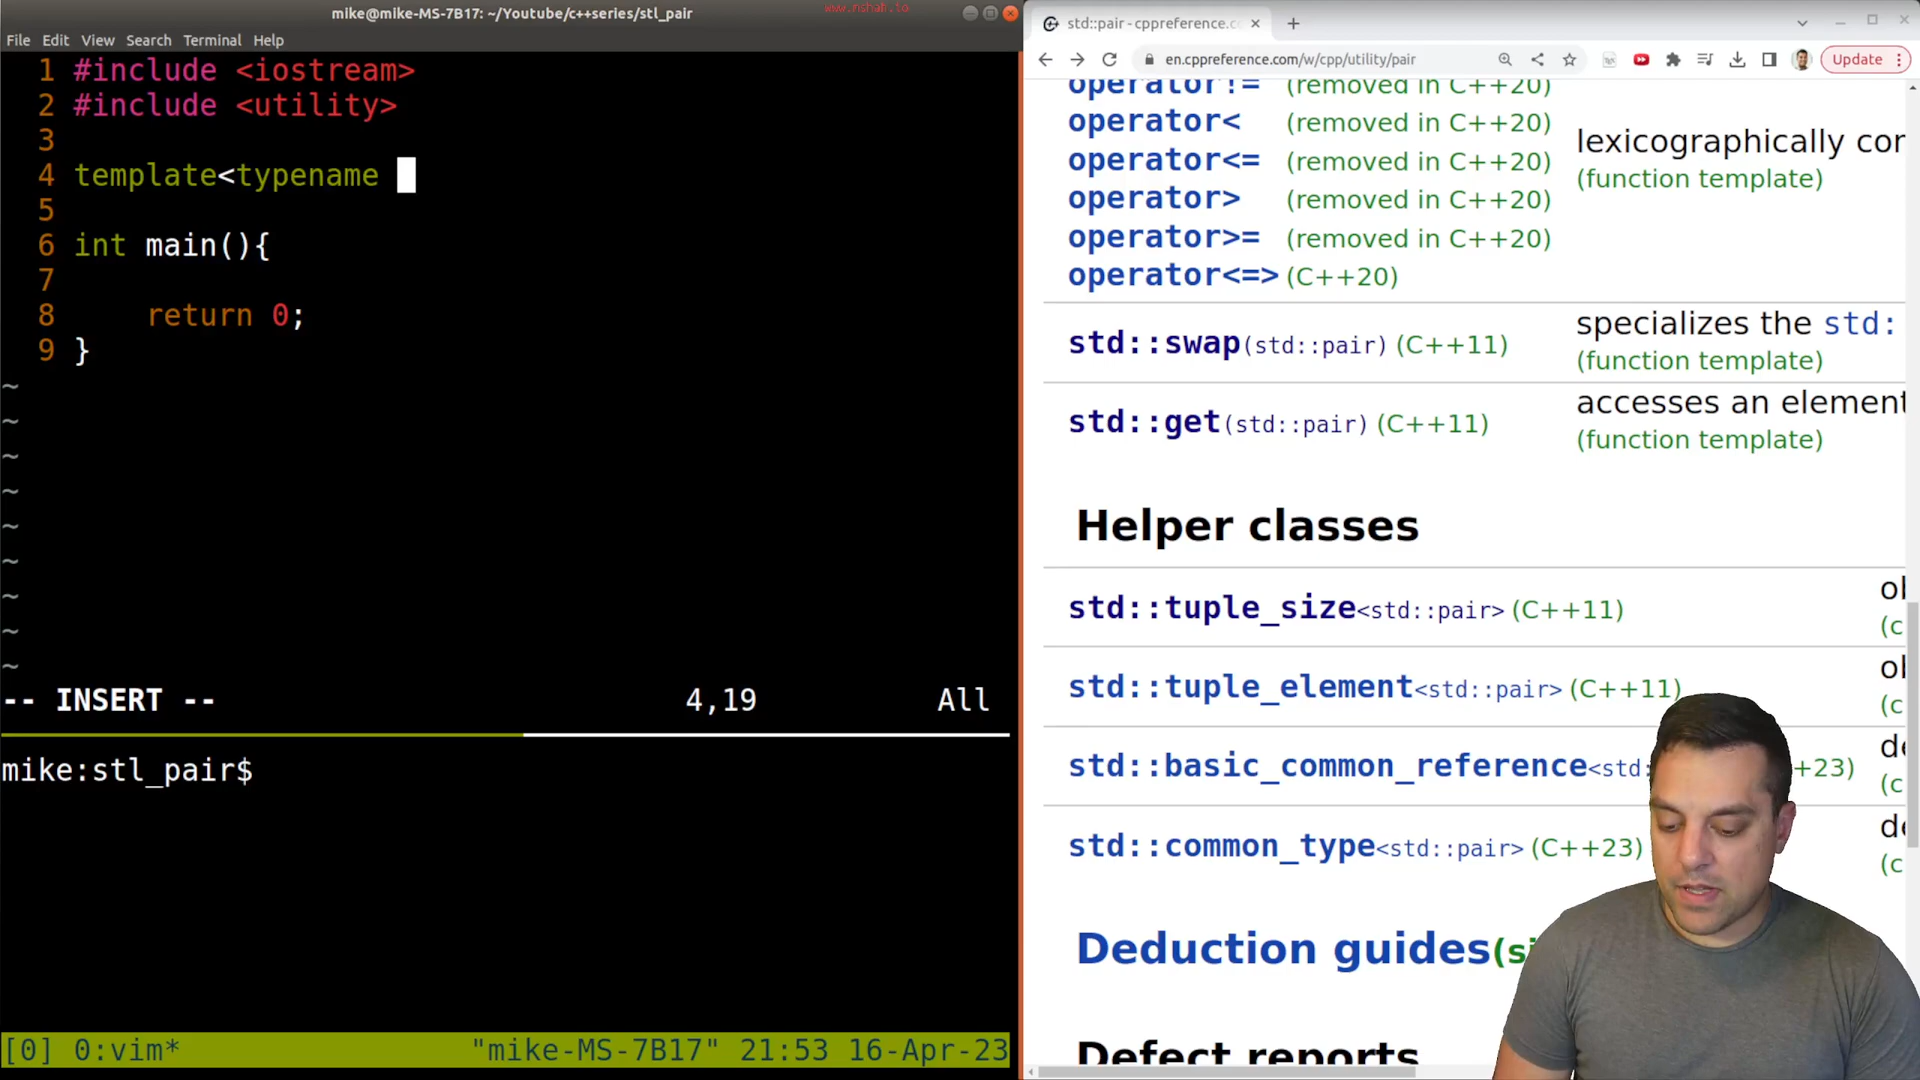 mike@mike-MS-7B17: ~/Youtube/c++series/stl_pair
www.mshah.io
File Edit View Search Terminal Help
1 #include <iostream>
2 #include <utility>
3
4 template<typename
5
6 int main(){
7
8     return 0;
9 }
~
~
~
~
~
~
~
~
~
-- INSERT -- 4,19 All
mike:stl_pair$
[0] 0:vim* "mike-MS-7B17" 21:53 16-Apr-23
std::pair - cppreference.c
en.cppreference.com/w/cpp/utility/pair
Update
operator!= (removed in C++20)
operator< (removed in C++20)
operator<= (removed in C++20)
operator> (removed in C++20)
operator>= (removed in C++20)
operator<=> (C++20)
lexicographically cor
(function template)
std::swap(std::pair) (C++11)
specializes the std:
(function template)
std::get(std::pair) (C++11)
accesses an element
(function template)
Helper classes
std::tuple_size<std::pair> (C++11)
(c
std::tuple_element<std::pair> (C++11)
(c
std::basic_common_reference<std: +23)
de
(c
std::common_type<std::pair> (C++23)
de
(c
Deduction guides(si
Defect reports